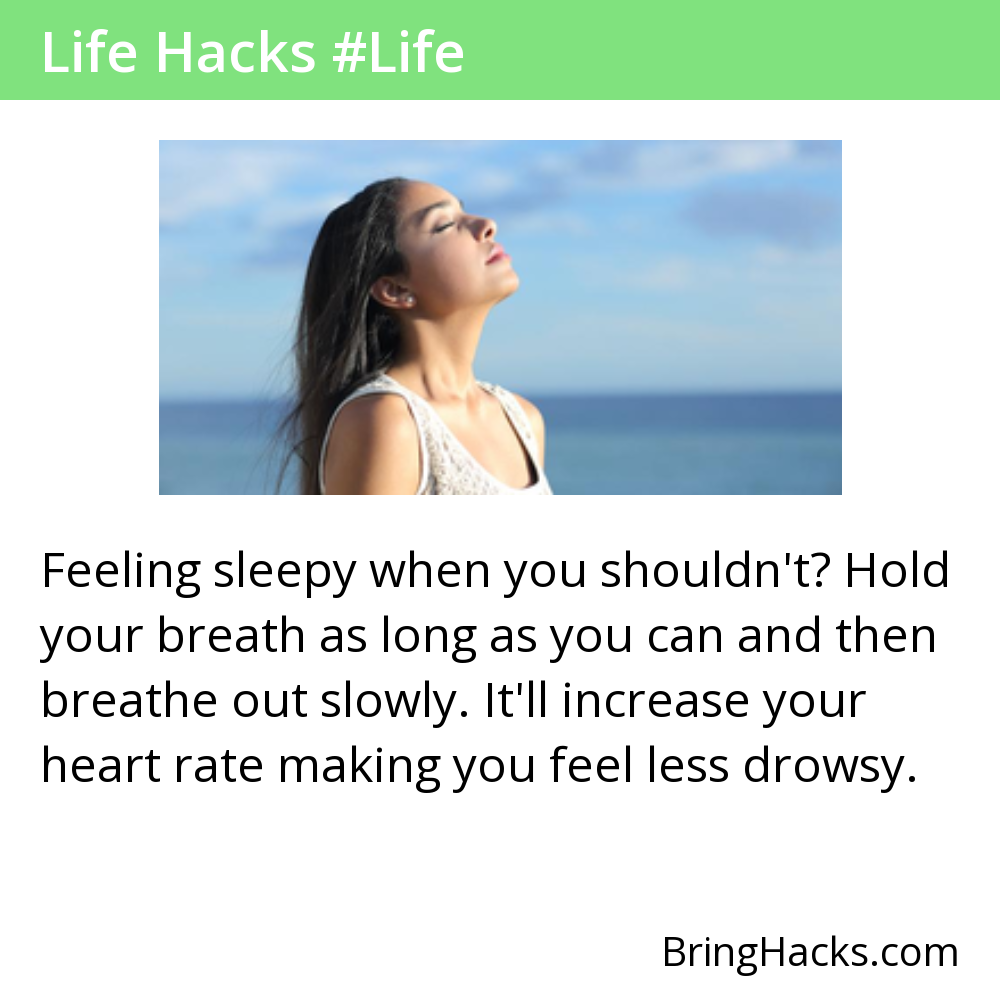 Life Hacks #Life
Feeling sleepy when you shouldn't? Hold
your breath as long as you can and then
breathe out slowly. It'll increase your
heart rate making you feel less drowsy.
BringHacks.com